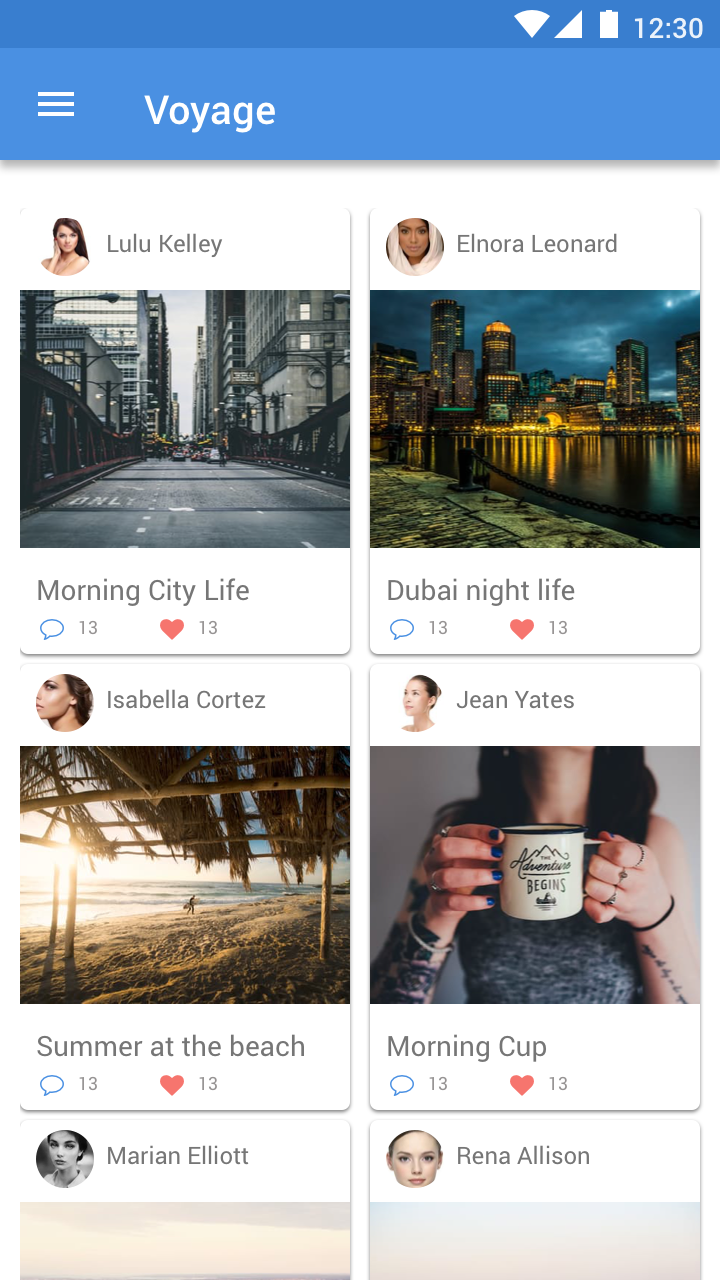 12:30
Voyage
Lulu Kelley
Elnora Leonard
ONLY
Morning City Life
13 13
Dubai night life
13 13
Isabella Cortez
Jean Yates
THE
Adventure
BEGINS
Summer at the beach
13 13
Morning Cup
13 13
Marian Elliott
Rena Allison